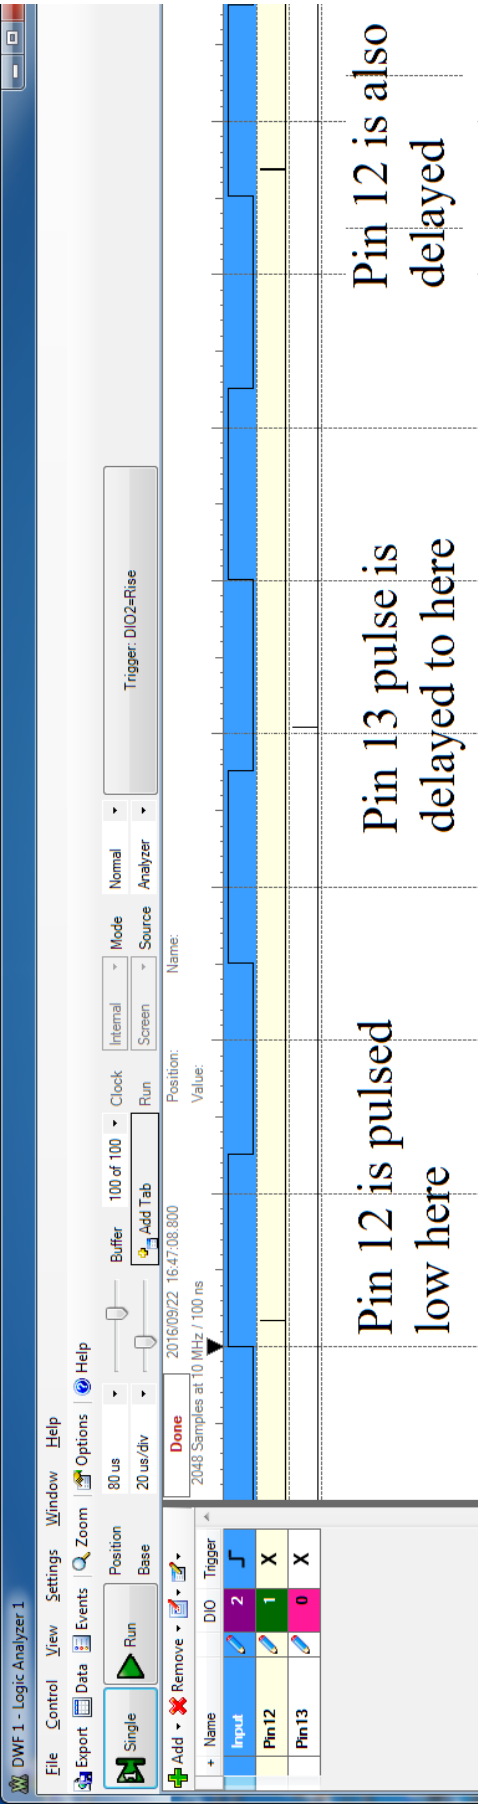 DWF 1 - Logic Analyzer 1
File Control View Settings Window Help
Export Data Events Zoom Options Help
Single Run Position 80 us Buffer 100 of 100 Clock Internal Mode Normal Trigger: DIO2=Rise
Base 20 us/div Add Tab Run Screen Source Analyzer
Add Remove Done 2016/09/22 16:47:08.800 Position: Name:
2048 Samples at 10 MHz / 100 ns Value:
+ Name DIO Trigger
Input 2
Pin12 1 X
Pin13 0 X
Pin 12 is pulsed
low here
Pin 13 pulse is
delayed to here
Pin 12 is also
delayed